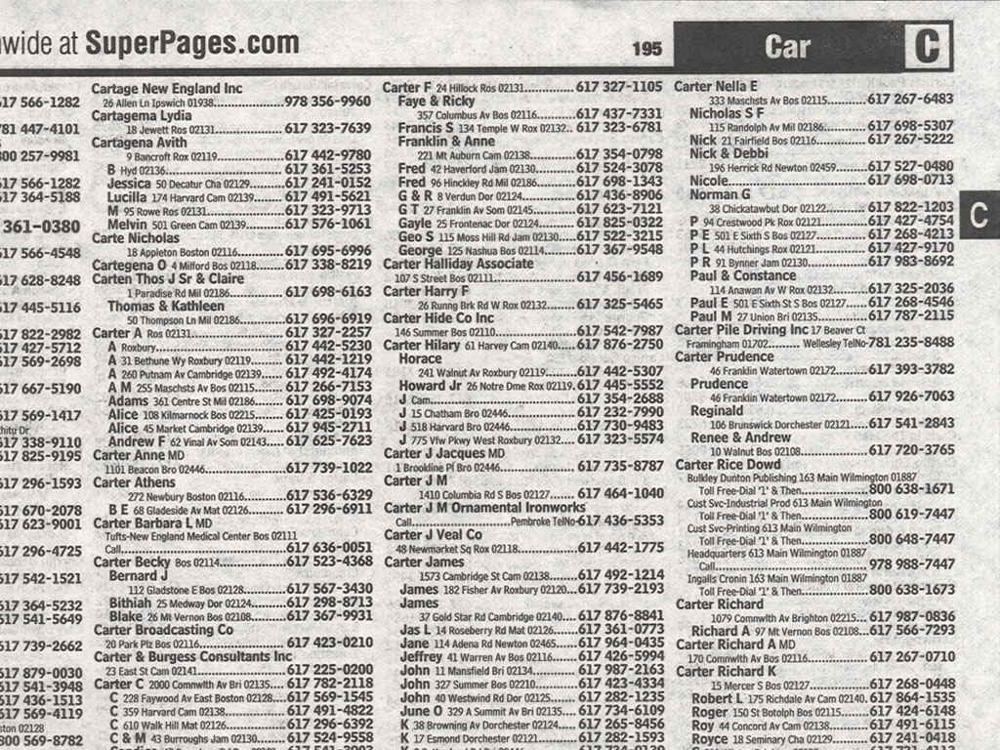 wide at SuperPages.com
195
Car
C
C
617 566-1282
781 447-4101
800 257-9981
617 566-1282
617 364-5188
361-0380
617 566-4548
617 628-8248
617 445-5116
617 822-2982
617 427-5712
617 569-2698
617 667-5190
617 569-1417
617 338-9110
617 825-9195
617 296-1593
617 670-2078
617 623-9001
617 296-4725
617 542-1521
617 364-5232
617 541-5649
617 739-2662
617 879-0030
617 541-3948
617 436-1513
617 569-4119
ston 02128
800 569-8782
Cartage New England Inc
26 Allen Ln Ipswich 01938 978 356-9960
Cartagema Lydia
18 Jewett Ros 02131 617 323-7639
Cartagena Avith
9 Bancroft Rox 02119 617 442-9780
B Hyd 02136 617 361-5253
Jessica 50 Decatur Cha 02129 617 241-0152
Lucilla 174 Harvard Cam 02139 617 491-5621
M 95 Rowe Ros 02131 617 323-9713
Melvin 501 Green Cam 02139 617 576-1061
Carte Nicholas
18 Appleton Boston 02116 617 695-6996
Cartegena O 4 Milford Bos 02118 617 338-8219
Carten Thos J Sr & Claire
1 Paradise Rd Mil 02186 617 698-6163
Thomas & Kathleen
50 Thompson Ln Mil 02186 617 696-6919
Carter A Ros 02131 617 327-2257
A Roxbury 617 442-5230
A 31 Bethune Wy Roxbury 02119 617 442-1219
A 260 Putnam Av Cambridge 02139 617 492-4174
A M 255 Maschsts Av Bos 02115 617 266-7153
Adams 361 Centre St Mil 02186 617 698-9074
Alice 108 Kilmarnock Bos 02215 617 425-0193
Alice 45 Market Cambridge 02139 617 945-2711
Andrew F 62 Vinal Av Som 02143 617 625-7623
Carter Anne MD
1101 Beacon Bro 02446 617 739-1022
Carter Athens
272 Newbury Boston 02116 617 536-6329
B E 68 Gladeside Av Mat 02126 617 296-6911
Carter Barbara L MD
Tufts-New England Medical Center Bos 02111
Call 617 636-0051
Carter Becky Bos 02114 617 523-4368
Bernard J
112 Gladstone E Bos 02128 617 567-3430
Bithiah 25 Medway Dor 02124 617 298-8713
Blake 26 Mt Vernon Bos 02108 617 367-9931
Carter Broadcasting Co
20 Park Plz Bos 02116 617 423-0210
Carter & Burgess Consultants Inc
23 East St Cam 02141 617 225-0200
Carter C 2000 Comnwlth Av Bri 02135 617 782-2118
C 228 Faywood Av East Boston 02128 617 569-1545
C 359 Harvard Cam 02138 617 491-4822
C 610 Walk Hill Mat 02126 617 296-6392
C & M 43 Burroughs Jam 02130 617 524-9558
Carter F 24 Hillock Ros 02131 617 327-1105
Faye & Ricky
357 Columbus Av Bos 02116 617 437-7331
Francis S 134 Temple W Rox 02132 617 323-6781
Franklin & Anne
221 Mt Auburn Cam 02138 617 354-0798
Fred 42 Haverford Jam 02130 617 524-3078
Fred 96 Hinckley Rd Mil 02186 617 698-1343
G & R 8 Verdun Dor 02124 617 436-8906
G T 27 Franklin Av Som 02145 617 623-7121
Gayle 25 Frontenac Dor 02124 617 825-0322
Geo S 115 Moss Hill Rd Jam 02130 617 522-3215
George 125 Nashua Bos 02114 617 367-9548
Carter Halliday Associate
107 S Street Bos 02111 617 456-1689
Carter Harry F
26 Runng Brk Rd W Rox 02132 617 325-5465
Carter Hide Co Inc
146 Summer Bos 02110 617 542-7987
Carter Hilary 61 Harvey Cam 02140 617 876-2750
Horace
241 Walnut Av Roxbury 02119 617 442-5307
Howard Jr 26 Notre Dme Rox 02119 617 445-5552
J Cam 617 354-2688
J 15 Chatham Bro 02446 617 232-7990
J 518 Harvard Bro 02446 617 730-9483
J 775 Vfw Pkwy West Roxbury 02132 617 323-5574
Carter J Jacques MD
1 Brookline Pl Bro 02446 617 735-8787
Carter J M
1410 Columbia Rd S Bos 02127 617 464-1040
Carter J M Ornamental Ironworks
Call Pembroke TelNo 617 436-5353
Carter J Veal Co
48 Newmarket Sq Rox 02118 617 442-1775
Carter James
1573 Cambridge St Cam 02138 617 492-1214
James 182 Fisher Av Roxbury 02120 617 739-2193
James
37 Gold Star Rd Cambridge 02140 617 876-8841
Jas L 14 Roseberry Rd Mat 02126 617 361-0773
Jane 114 Adena Rd Newton 02465 617 964-0435
Jeffrey 41 Warren Av Bos 02116 617 426-5994
John 11 Mansfield Bri 02134 617 987-2163
John 327 Summer Bos 02210 617 423-4334
John 40 Westwind Rd Dor 02125 617 282-1235
June O 329 A Summit Av Bri 02135 617 734-6109
K 38 Browning Av Dorchester 02124 617 265-8456
K 17 Esmond Dorchester 02121 617 282-1593
Carter Nella E
333 Maschsts Av Bos 02115 617 267-6483
Nicholas S F
115 Randolph Av Mil 02186 617 698-5307
Nick 21 Fairfield Bos 02116 617 267-5222
Nick & Debbi
196 Herrick Rd Newton 02459 617 527-0480
Nicole 617 698-0713
Norman G
38 Chickatawbut Dor 02122 617 822-1203
P 94 Crestwood Pk Rox 02121 617 427-4754
P E 501 E Sixth S Bos 02127 617 268-4213
P L 44 Hutchings Rox 02121 617 427-9170
P R 91 Bynner Jam 02130 617 983-8692
Paul & Constance
114 Anawan Av W Rox 02132 617 325-2036
Paul E 501 E Sixth St S Bos 02127 617 268-4546
Paul M 27 Union Bri 02135 617 787-2115
Carter Pile Driving Inc 17 Beaver Ct
Framingham 01702 Wellesley TelNo 781 235-8488
Carter Prudence
46 Franklin Watertown 02172 617 393-3782
Prudence
46 Franklin Watertown 02172 617 926-7063
Reginald
106 Brunswick Dorchester 02121 617 541-2843
Renee & Andrew
10 Walnut Bos 02108 617 720-3765
Carter Rice Dowd
Bulkley Dunton Publishing 163 Main Wilmington 01887
Toll Free-Dial '1' & Then 800 638-1671
Cust Svc-Industrial Prod 613 Main Wilmington
Toll Free-Dial '1' & Then 800 619-7447
Cust Svc-Printing 613 Main Wilmington
Toll Free-Dial '1' & Then 800 648-7447
Headquarters 613 Main Wilmington 01887
Call 978 988-7447
Ingalls Cronin 163 Main Wilmington 01887
Toll Free-Dial '1' & Then 800 638-1673
Carter Richard
1079 Comnwlth Av Brighton 02215 617 987-0836
Richard A 97 Mt Vernon Bos 02108 617 566-7293
Carter Richard A MD
170 Comnwlth Av Bos 02116 617 267-0710
Carter Richard K
15 Mercer S Bos 02127 617 268-0448
Robert L 175 Richdale Av Cam 02140 617 864-1535
Roger 150 St Botolph Bos 02115 617 424-6148
Roy 44 Concord Av Cam 02138 617 491-6115
Royce 18 Seminary Cha 02129 617 241-0418